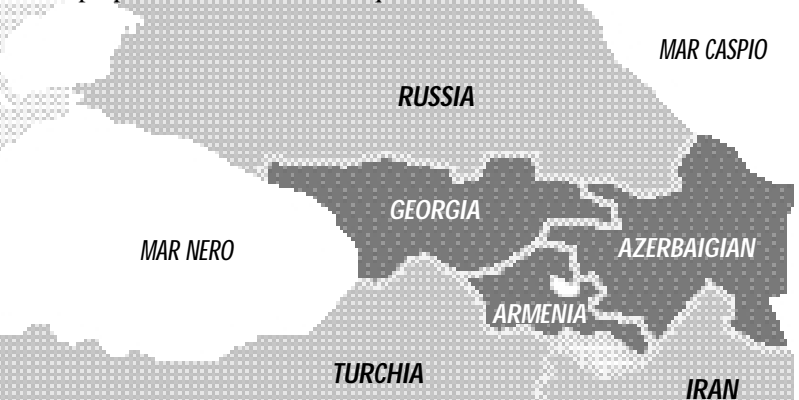 MAR CASPIO
RUSSIA
GEORGIA
MAR NERO
AZERBAIGIAN
ARMENIA
TURCHIA
IRAN